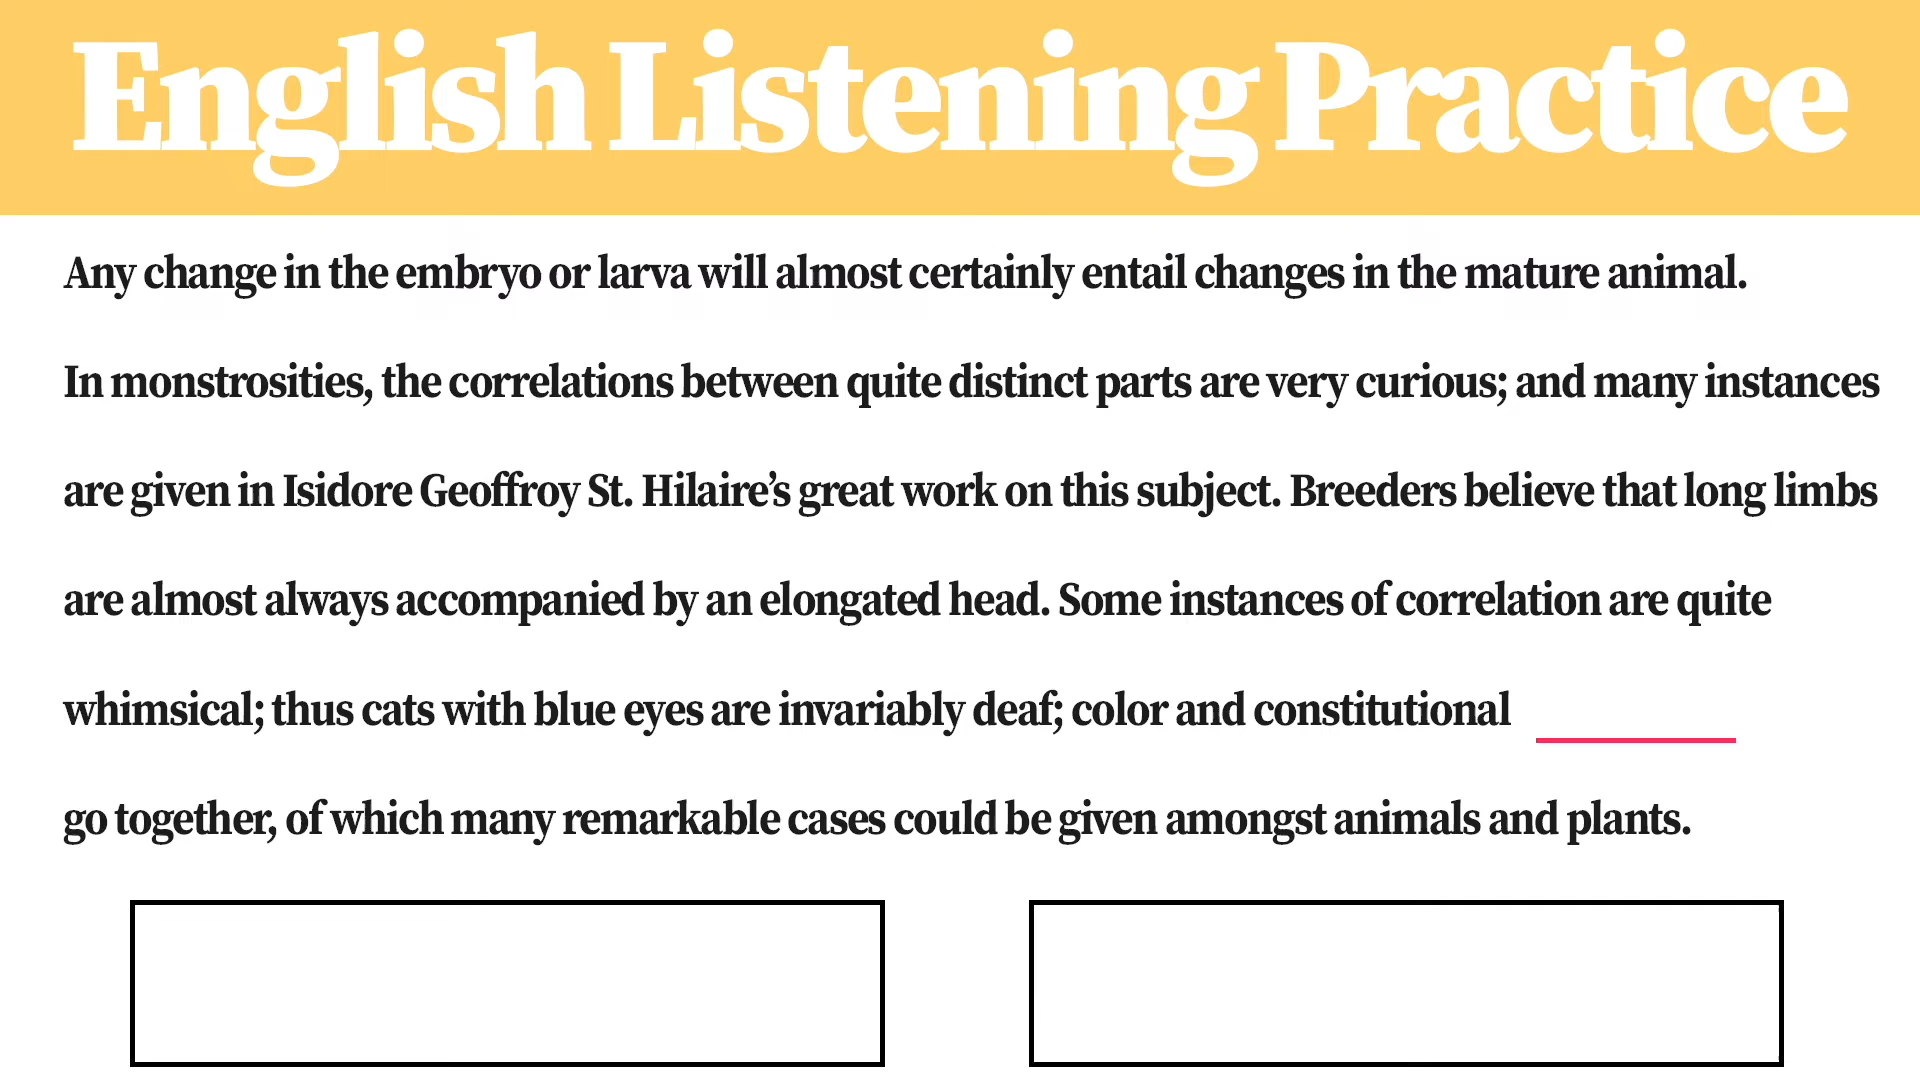 English Listening Practice
Any change in the embryo or larva will almost certainly entail changes in the mature animal.
In monstrosities, the correlations between quite distinct parts are very curious; and many instances
are given in Isidore Geoffroy St. Hilaire’s great work on this subject. Breeders believe that long limbs
are almost always accompanied by an elongated head. Some instances of correlation are quite
whimsical; thus cats with blue eyes are invariably deaf; color and constitutional
go together, of which many remarkable cases could be given amongst animals and plants.